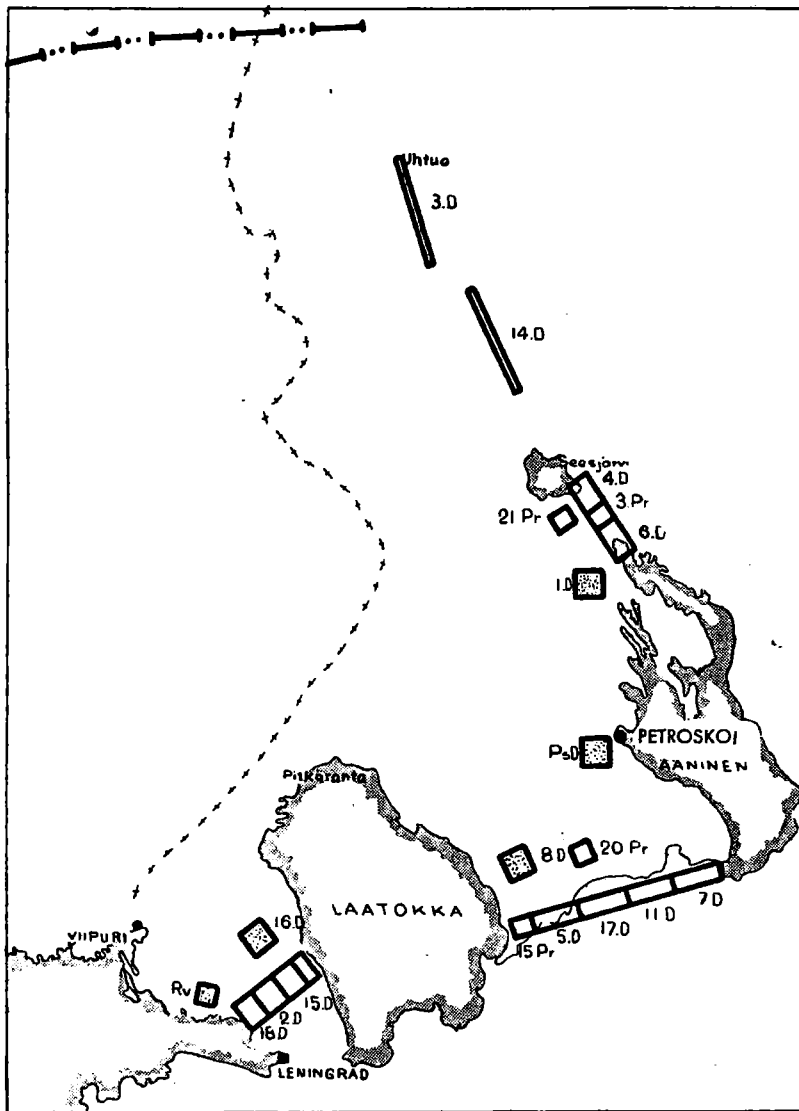 Uhtua
3.D
14.D
Seesjärvi
4.D
3.Pr
21 Pr
6.D
1.D
PETROSKOI
Ps.D
ÄÄNINEN
Pitkäranta
8 D
20 Pr
LAATOKKA
7 D
11 D
17.D
5.D
15 Pr
VIIPURI
16.D
Rv
15.D
2.D
18.D
LENINGRAD